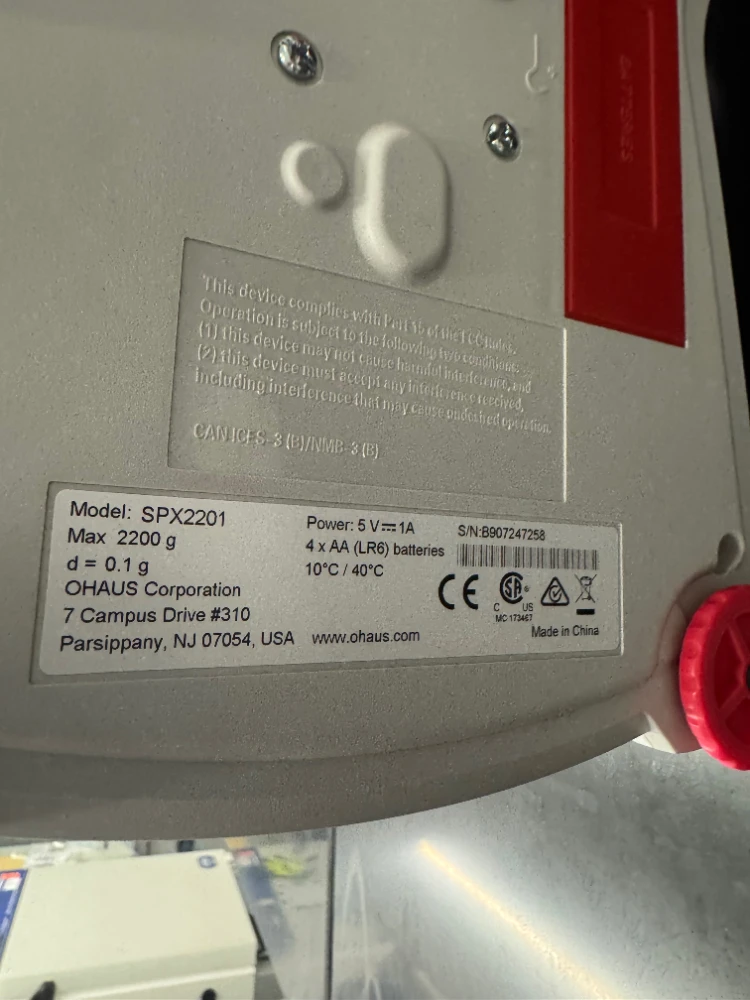 BATTERIES
This device complies with Part 15 of the FCC Rules.
Operation is subject to the following two conditions:
(1) this device may not cause harmful interference, and
(2) this device must accept any interference received,
including interference that may cause undesired operation.
CAN ICES-3 (B)/NMB-3 (B)
Model: SPX2201
Max 2200 g
d = 0.1 g
OHAUS Corporation
7 Campus Drive #310
Parsippany, NJ 07054, USA www.ohaus.com
Power: 5 V⎓1A
4 x AA (LR6) batteries
10°C / 40°C
S/N:B907247258
CE
SA
C US
MC 173467
Made in China